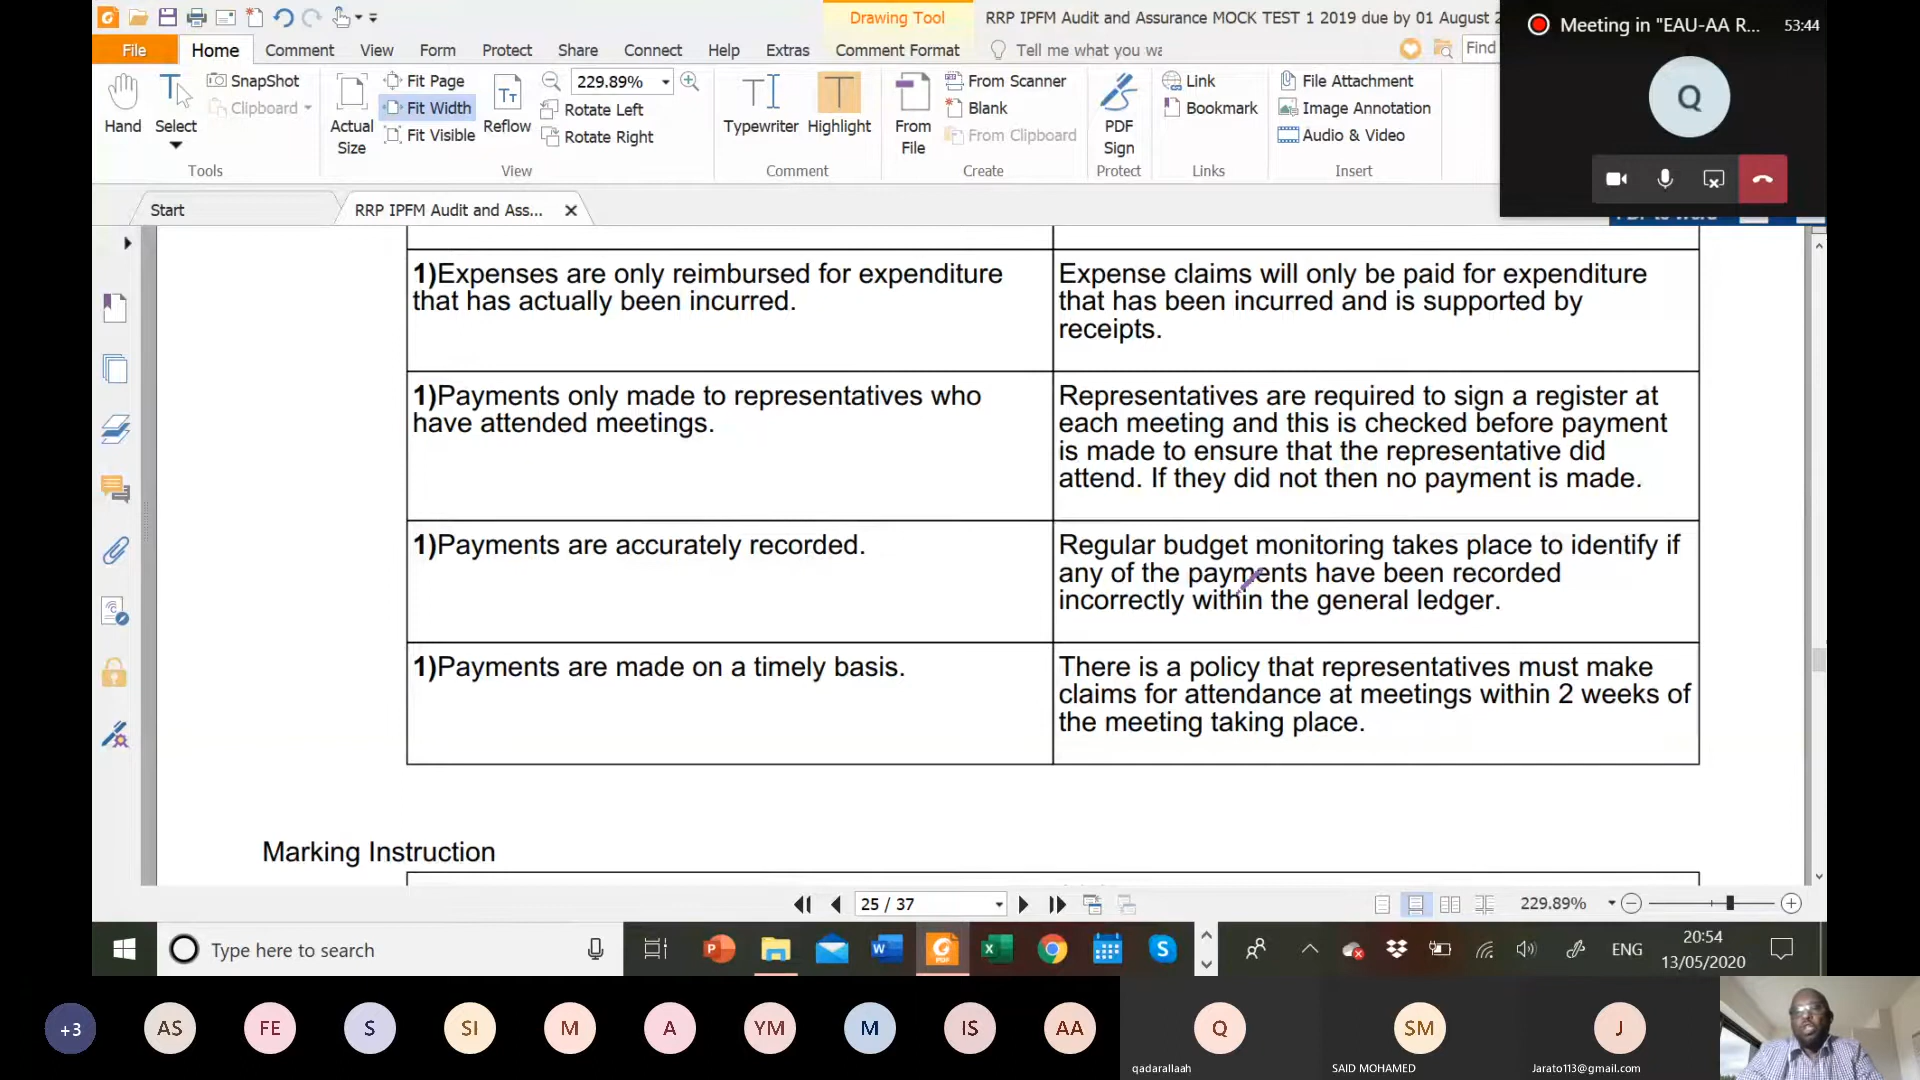 Drawing Tool
RRP IPFM Audit and Assurance MOCK TEST 1 2019 due by 01 August 2
Meeting in "EAU-AA R...
53:44
File
Home
Comment
View
Form
Protect
Share
Connect
Help
Extras
Comment Format
Tell me what you wa
Find
Q
Hand
Select
SnapShot
Clipboard
Tools
Actual
Size
Fit Page
Fit Width
Fit Visible
Reflow
229.89%
Rotate Left
Rotate Right
View
Typewriter
Highlight
Comment
From
File
From Scanner
Blank
From Clipboard
Create
PDF
Sign
Protect
Link
Bookmark
Links
File Attachment
Image Annotation
Audio & Video
Insert
Start
RRP IPFM Audit and Ass...
1)Expenses are only reimbursed for expenditure
that has actually been incurred.
Expense claims will only be paid for expenditure
that has been incurred and is supported by
receipts.
1)Payments only made to representatives who
have attended meetings.
Representatives are required to sign a register at
each meeting and this is checked before payment
is made to ensure that the representative did
attend. If they did not then no payment is made.
1)Payments are accurately recorded.
Regular budget monitoring takes place to identify if
any of the payments have been recorded
incorrectly within the general ledger.
1)Payments are made on a timely basis.
There is a policy that representatives must make
claims for attendance at meetings within 2 weeks of
the meeting taking place.
Marking Instruction
25 / 37
229.89%
Type here to search
ENG
20:54
13/05/2020
+3
AS
FE
S
SI
M
A
YM
M
IS
AA
Q
qadarallaah
SM
SAID MOHAMED
J
Jarato113@gmail.com